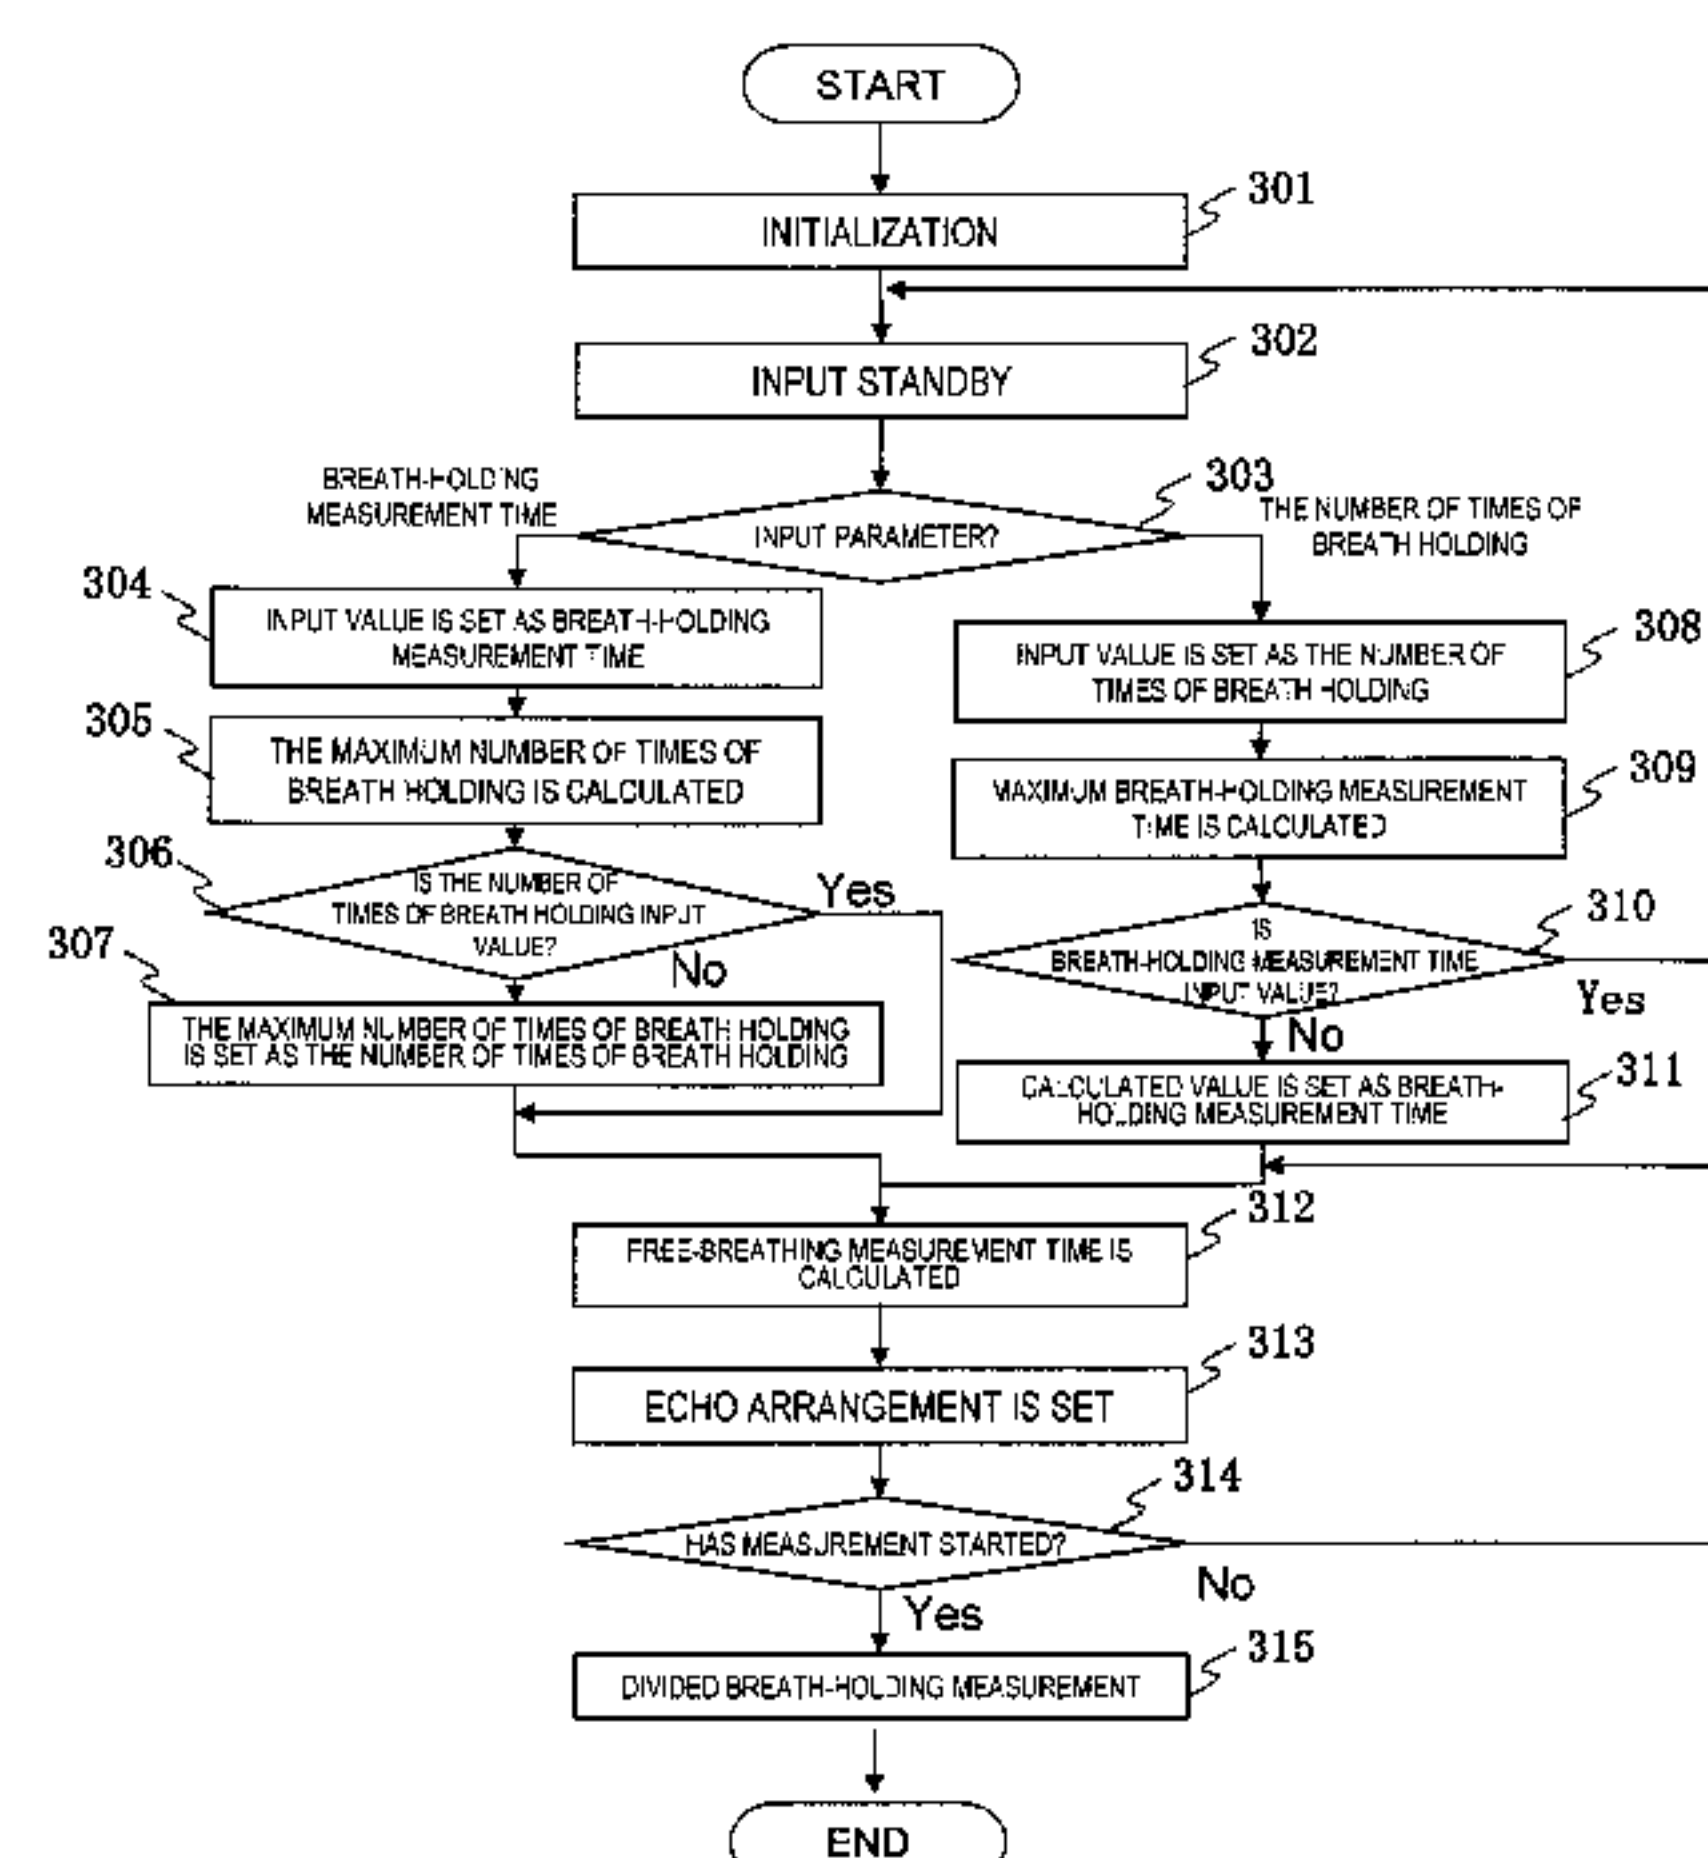 START
301
INITIALIZATION
302
INPUT STANDBY
303
BREATH-HOLDING
MEASUREMENT TIME
INPUT PARAMETER?
THE NUMBER OF TIMES OF
BREATH HOLDING
304
INPUT VALUE IS SET AS BREATH-HOLDING
MEASUREMENT TIME
308
INPUT VALUE IS SET AS THE NUMBER OF
TIMES OF BREATH HOLDING
305
THE MAXIMUM NUMBER OF TIMES OF
BREATH HOLDING IS CALCULATED
309
MAXIMUM BREATH-HOLDING MEASUREMENT
TIME IS CALCULATED
306
IS THE NUMBER OF
TIMES OF BREATH HOLDING INPUT
VALUE?
Yes
No
310
IS
BREATH-HOLDING MEASUREMENT TIME
INPUT VALUE?
Yes
No
307
THE MAXIMUM NUMBER OF TIMES OF BREATH HOLDING
IS SET AS THE NUMBER OF TIMES OF BREATH HOLDING
311
CALCULATED VALUE IS SET AS BREATH-
HOLDING MEASUREMENT TIME
312
FREE-BREATHING MEASUREMENT TIME IS
CALCULATED
313
ECHO ARRANGEMENT IS SET
314
HAS MEASUREMENT STARTED?
No
Yes
315
DIVIDED BREATH-HOLDING MEASUREMENT
END